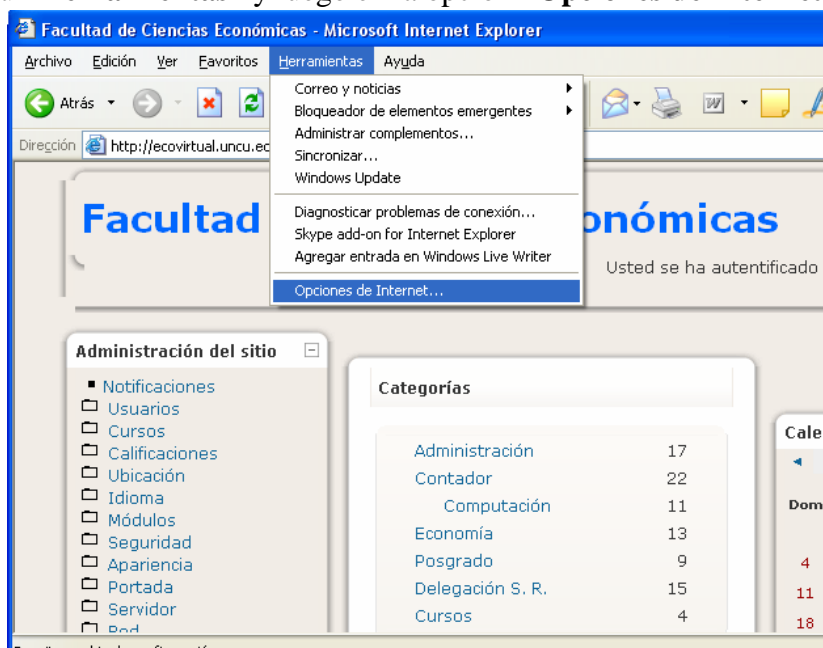 Facultad de Ciencias Económicas - Microsoft Internet Explorer
Archivo Edición Ver Favoritos Herramientas Ayuda
Atrás
Correo y noticias
Bloqueador de elementos emergentes
Administrar complementos...
Sincronizar...
Windows Update
Diagnosticar problemas de conexión...
Skype add-on for Internet Explorer
Agregar entrada en Windows Live Writer
Opciones de Internet...
Dirección http://ecovirtual.uncu.ed
Facultad onómicas
Usted se ha autentificado
Administración del sitio
Notificaciones
Usuarios
Cursos
Calificaciones
Ubicación
Idioma
Módulos
Seguridad
Apariencia
Portada
Servidor
Red
Categorías
Administración 17
Contador 22
Computación 11
Economía 13
Posgrado 9
Delegación S. R. 15
Cursos 4
Cale
Dom
4
11
18